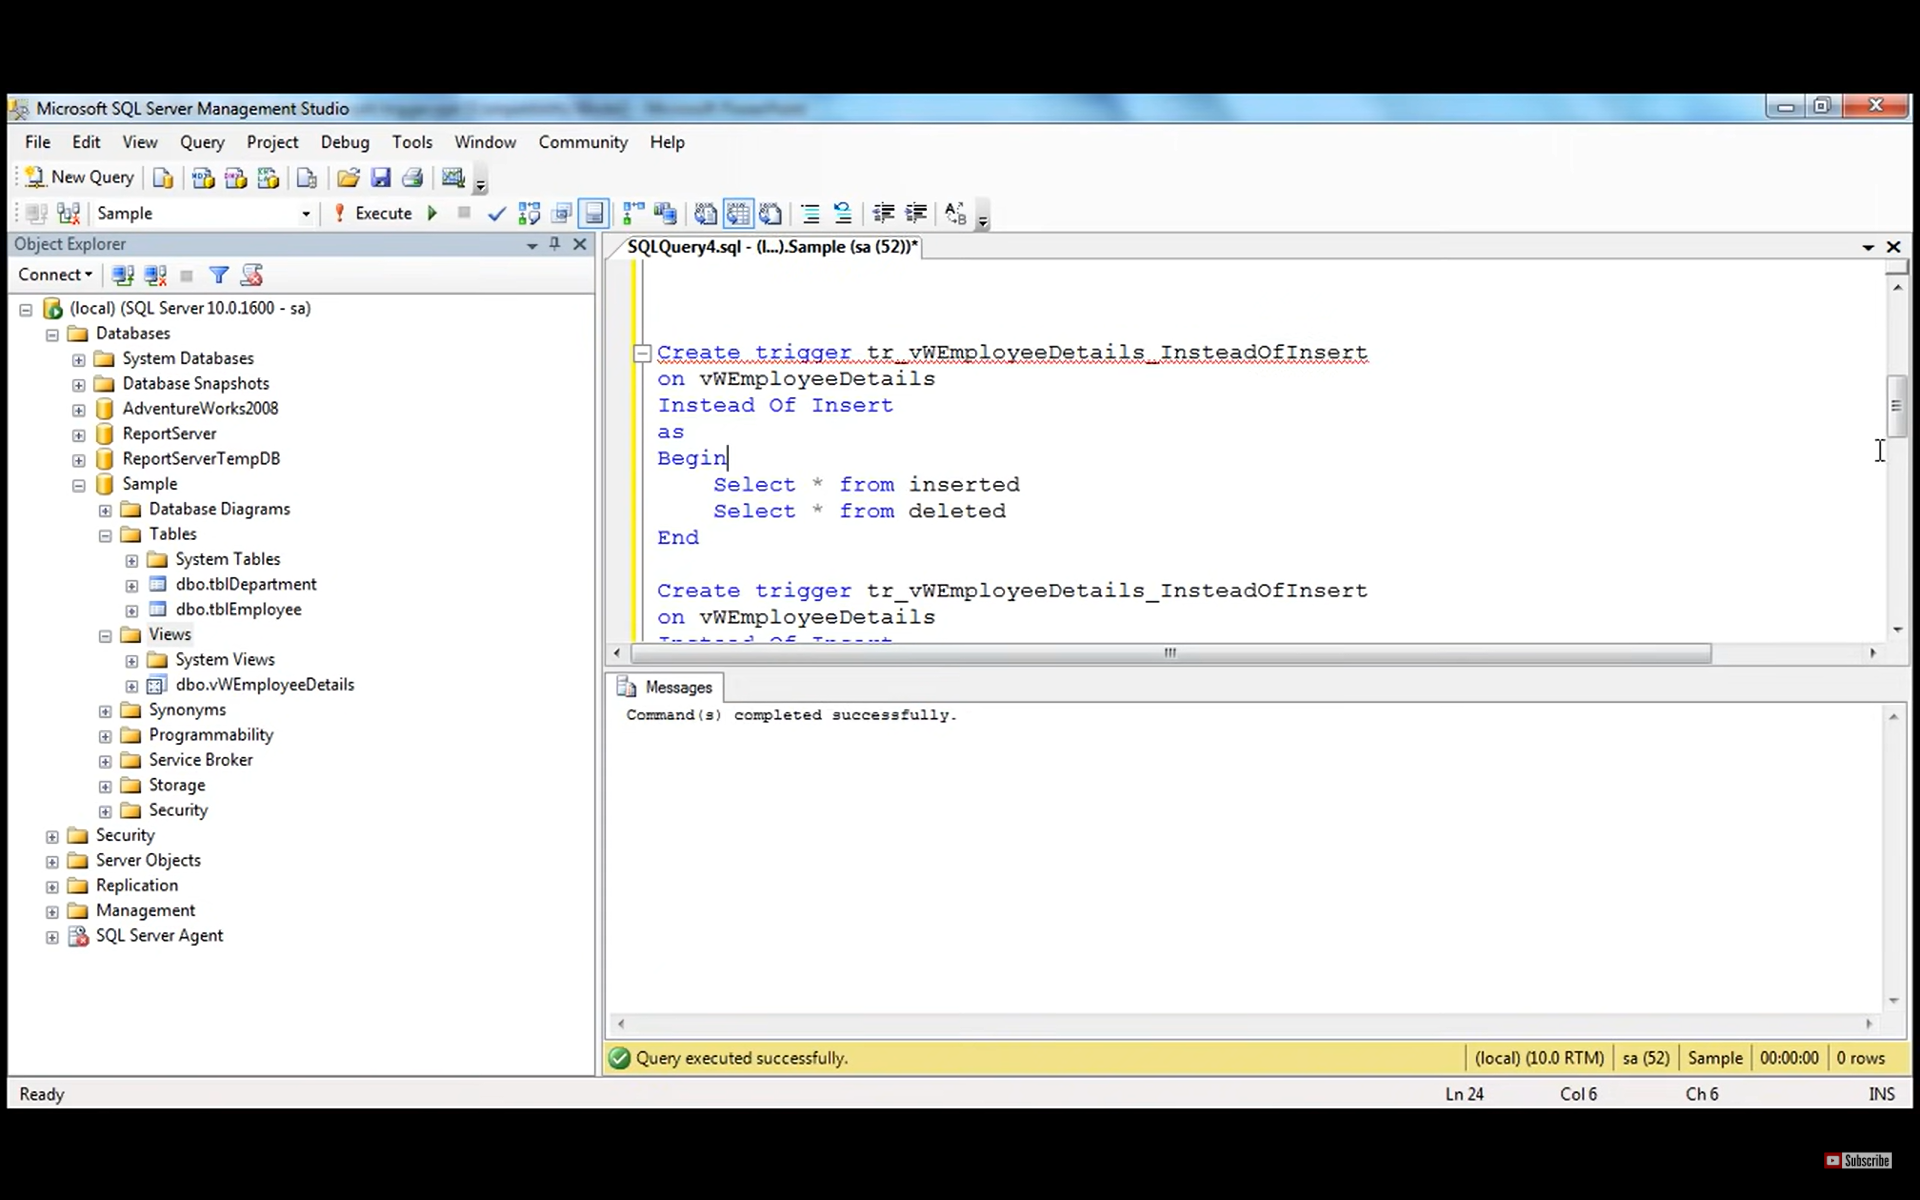 Microsoft SQL Server Management Studio
File Edit View Query Project Debug Tools Window Community Help
New Query
Sample Execute
Object Explorer
Connect
(local) (SQL Server 10.0.1600 - sa)
Databases
System Databases
Database Snapshots
AdventureWorks2008
ReportServer
ReportServerTempDB
Sample
Database Diagrams
Tables
System Tables
dbo.tblDepartment
dbo.tblEmployee
Views
System Views
dbo.vWEmployeeDetails
Synonyms
Programmability
Service Broker
Storage
Security
Security
Server Objects
Replication
Management
SQL Server Agent
SQLQuery4.sql - (l...).Sample (sa (52))*
Create trigger tr_vWEmployeeDetails_InsteadOfInsert
on vWEmployeeDetails
Instead Of Insert
as
Begin
Select * from inserted
Select * from deleted
End
Create trigger tr_vWEmployeeDetails_InsteadOfInsert
on vWEmployeeDetails
Instead Of Insert
Messages
Command(s) completed successfully.
Query executed successfully. (local) (10.0 RTM) sa (52) Sample 00:00:00 0 rows
Ready Ln 24 Col 6 Ch 6 INS
Subscribe